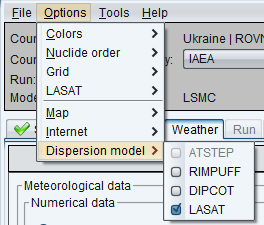 File Options Tools Help
Colors
Nuclide order
Grid
LASAT
Map
Internet
Dispersion model
ATSTEP
RIMPUFF
DIPCOT
LASAT
Cou Ukraine | ROVN
Cou : IAEA
Run:
Mode LSMC
S Weather Run
Meteorological data
Numerical data